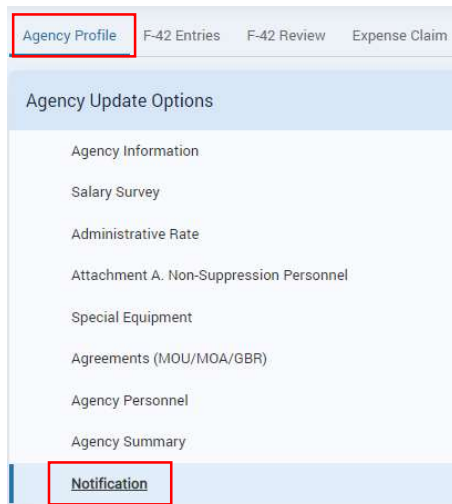 Agency Profile F-42 Entries F-42 Review Expense Claim
Agency Update Options
Agency Information
Salary Survey
Administrative Rate
Attachment A. Non-Suppression Personnel
Special Equipment
Agreements (MOU/MOA/GBR)
Agency Personnel
Agency Summary
Notification